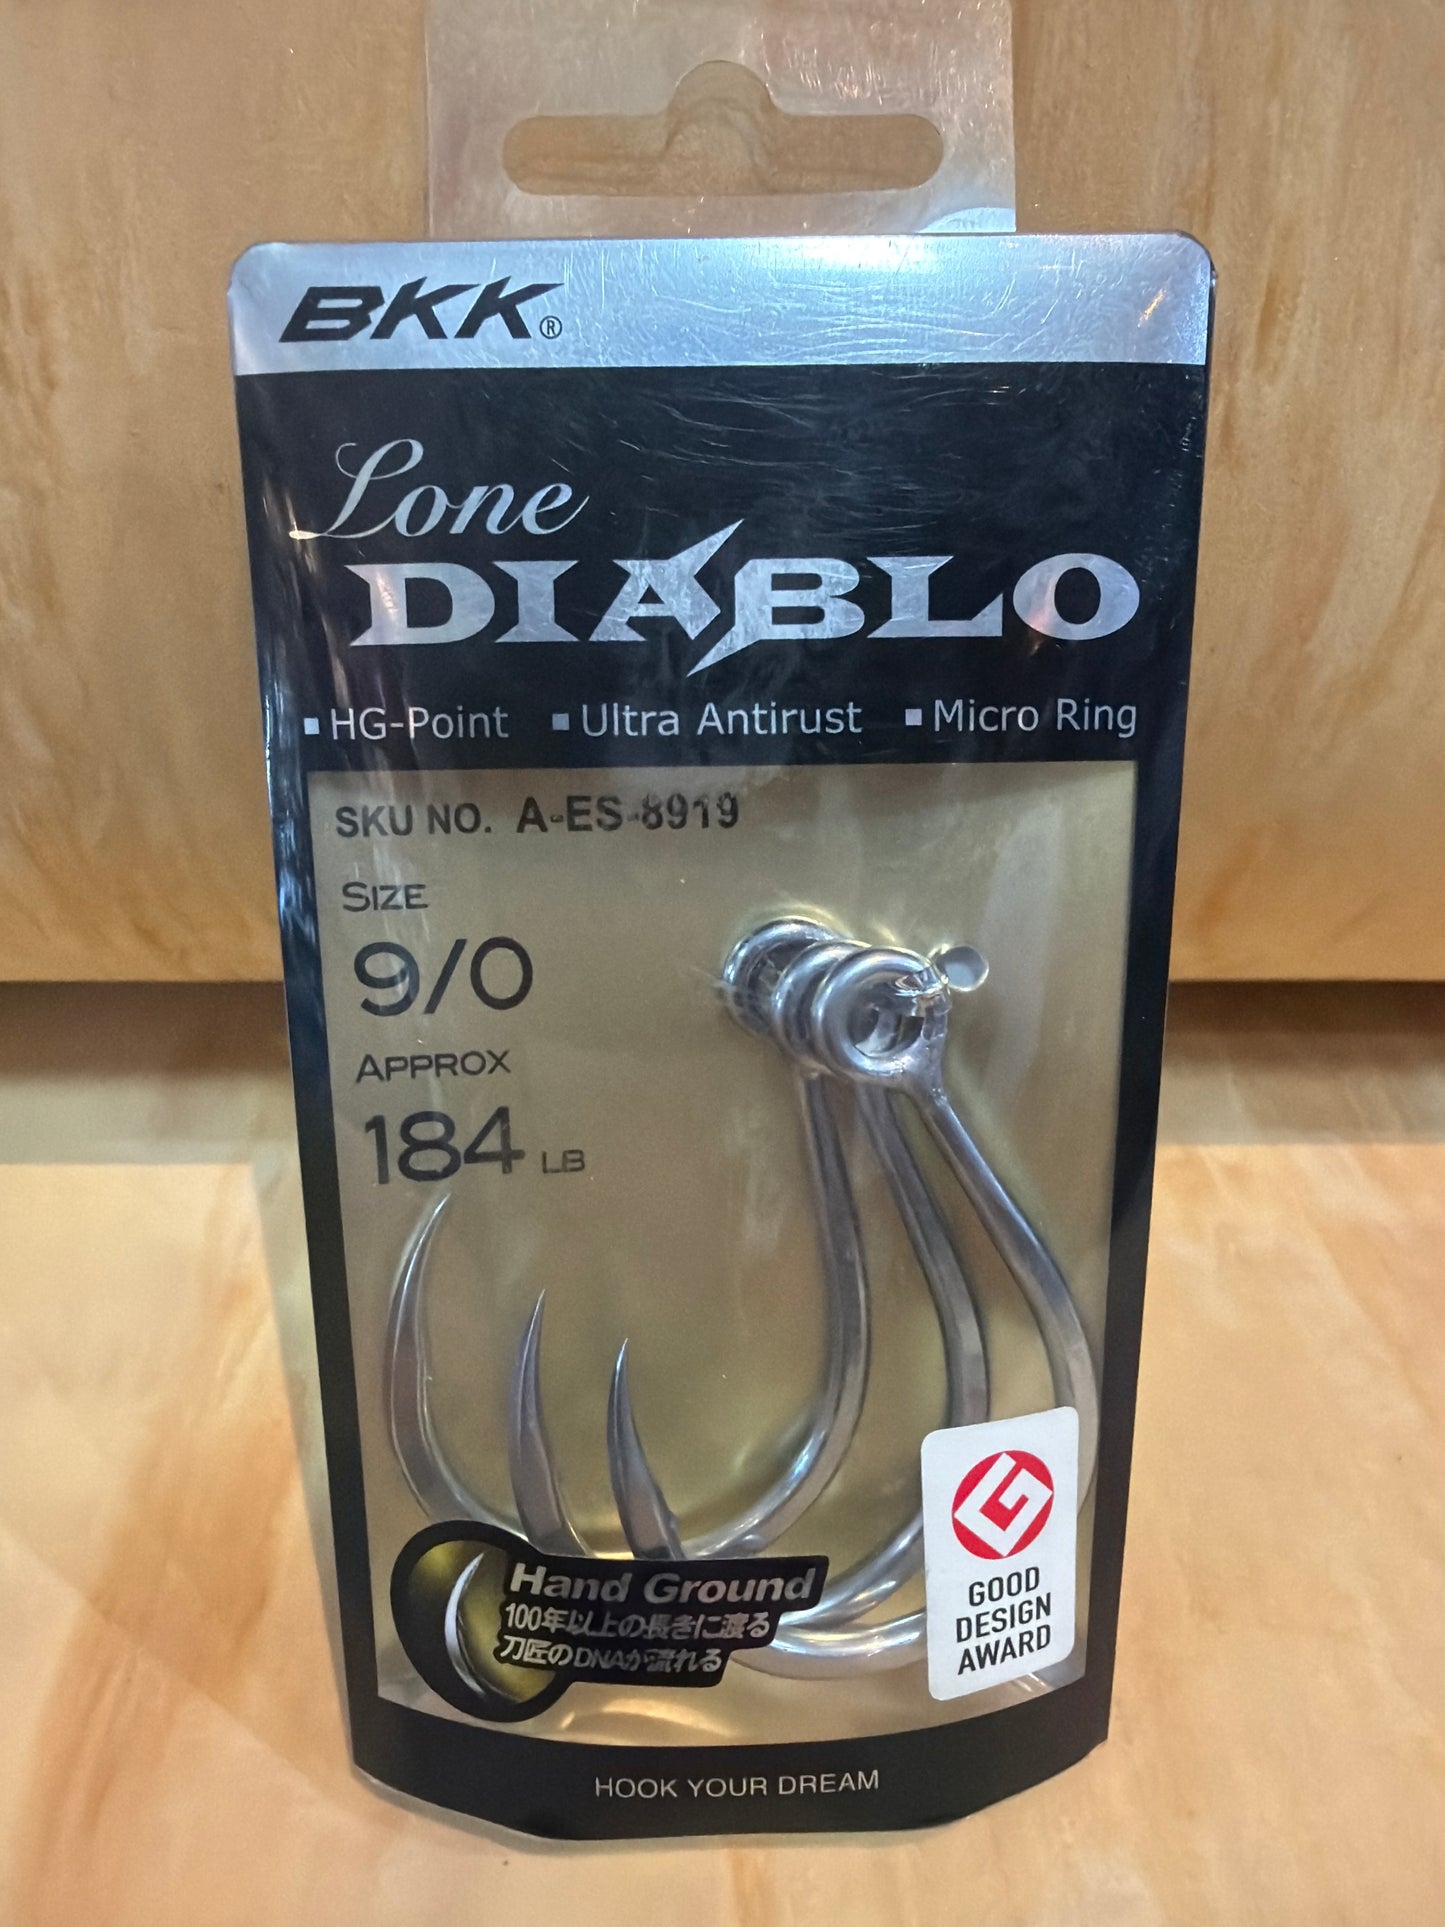 BKK®
Lone
DIABLO
▪ HG-Point ▪ Ultra Antirust ▪ Micro Ring
SKU NO. A-ES-8919
SIZE
9/0
APPROX
184 LB
Hand Ground
100年以上の長きに渡る
刀匠のDNAが流れる
G
GOOD
DESIGN
AWARD
HOOK YOUR DREAM